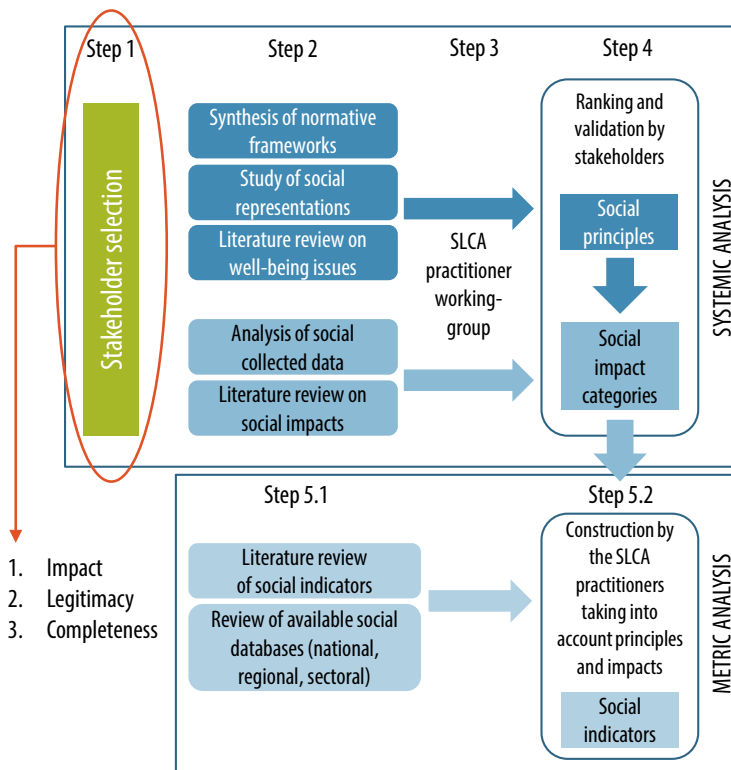 Step 1
Step 2
Step 3
Step 4
Stakeholder selection
Synthesis of normative
frameworks
Study of social
representations
Literature review on
well-being issues
Analysis of social
collected data
Literature review on
social impacts
SLCA
practitioner
working-
group
Ranking and
validation by
stakeholders
Social
principles
Social
impact
categories
SYSTEMIC ANALYSIS
1. Impact
2. Legitimacy
3. Completeness
Step 5.1
Step 5.2
Literature review
of social indicators
Review of available social
databases (national,
regional, sectoral)
Construction by
the SLCA
practitioners
taking into
account principles
and impacts
Social
indicators
METRIC ANALYSIS